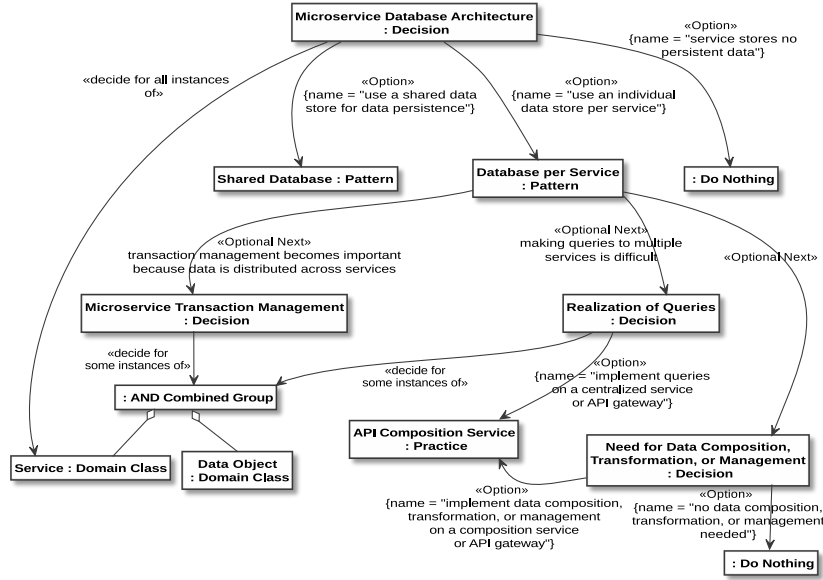 Microservice Database Architecture
: Decision
«Option»
{name = "service stores no
persistent data"}
«decide for all instances
of»
«Option»
{name = "use a shared data
store for data persistence"}
«Option»
{name = "use an individual
data store per service"}
Shared Database : Pattern
Database per Service
: Pattern
: Do Nothing
«Optional Next»
transaction management becomes important
because data is distributed across services
«Optional Next»
making queries to multiple
services is difficult
«Optional Next»
Microservice Transaction Management
: Decision
Realization of Queries
: Decision
«decide for
some instances of»
«decide for
some instances of»
«Option»
{name = "implement queries
on a centralized service
or API gateway"}
: AND Combined Group
API Composition Service
: Practice
Need for Data Composition,
Transformation, or Management
: Decision
Service : Domain Class
Data Object
: Domain Class
«Option»
{name = "implement data composition,
transformation, or management
on a composition service
or API gateway"}
«Option»
{name = "no data composition,
transformation, or management
needed"}
: Do Nothing